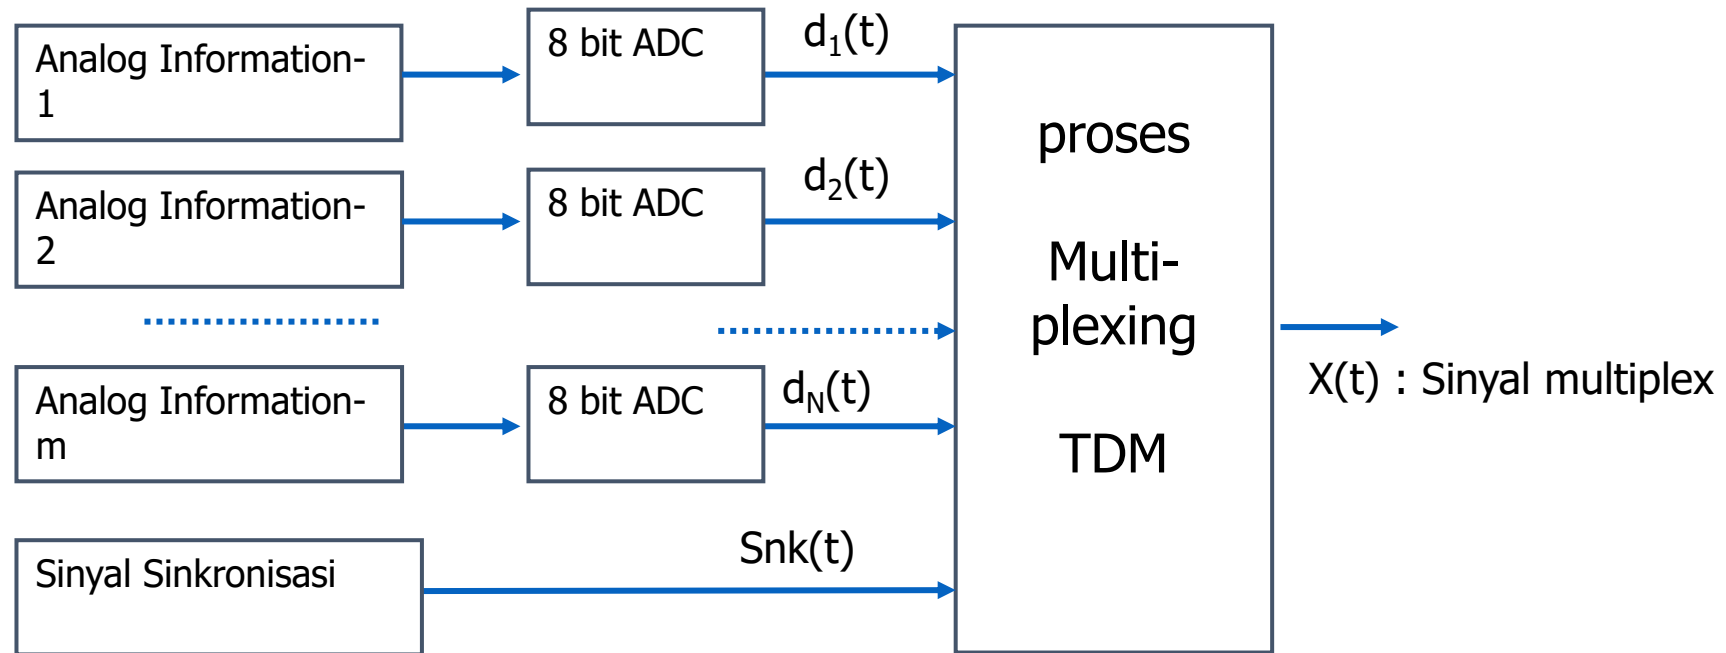 Analog Information-
1
8 bit ADC
d₁(t)
Analog Information-
2
8 bit ADC
d₂(t)
Analog Information-
m
8 bit ADC
d_N(t)
Sinyal Sinkronisasi
Snk(t)
proses
Multi-
plexing
TDM
X(t) : Sinyal multiplex